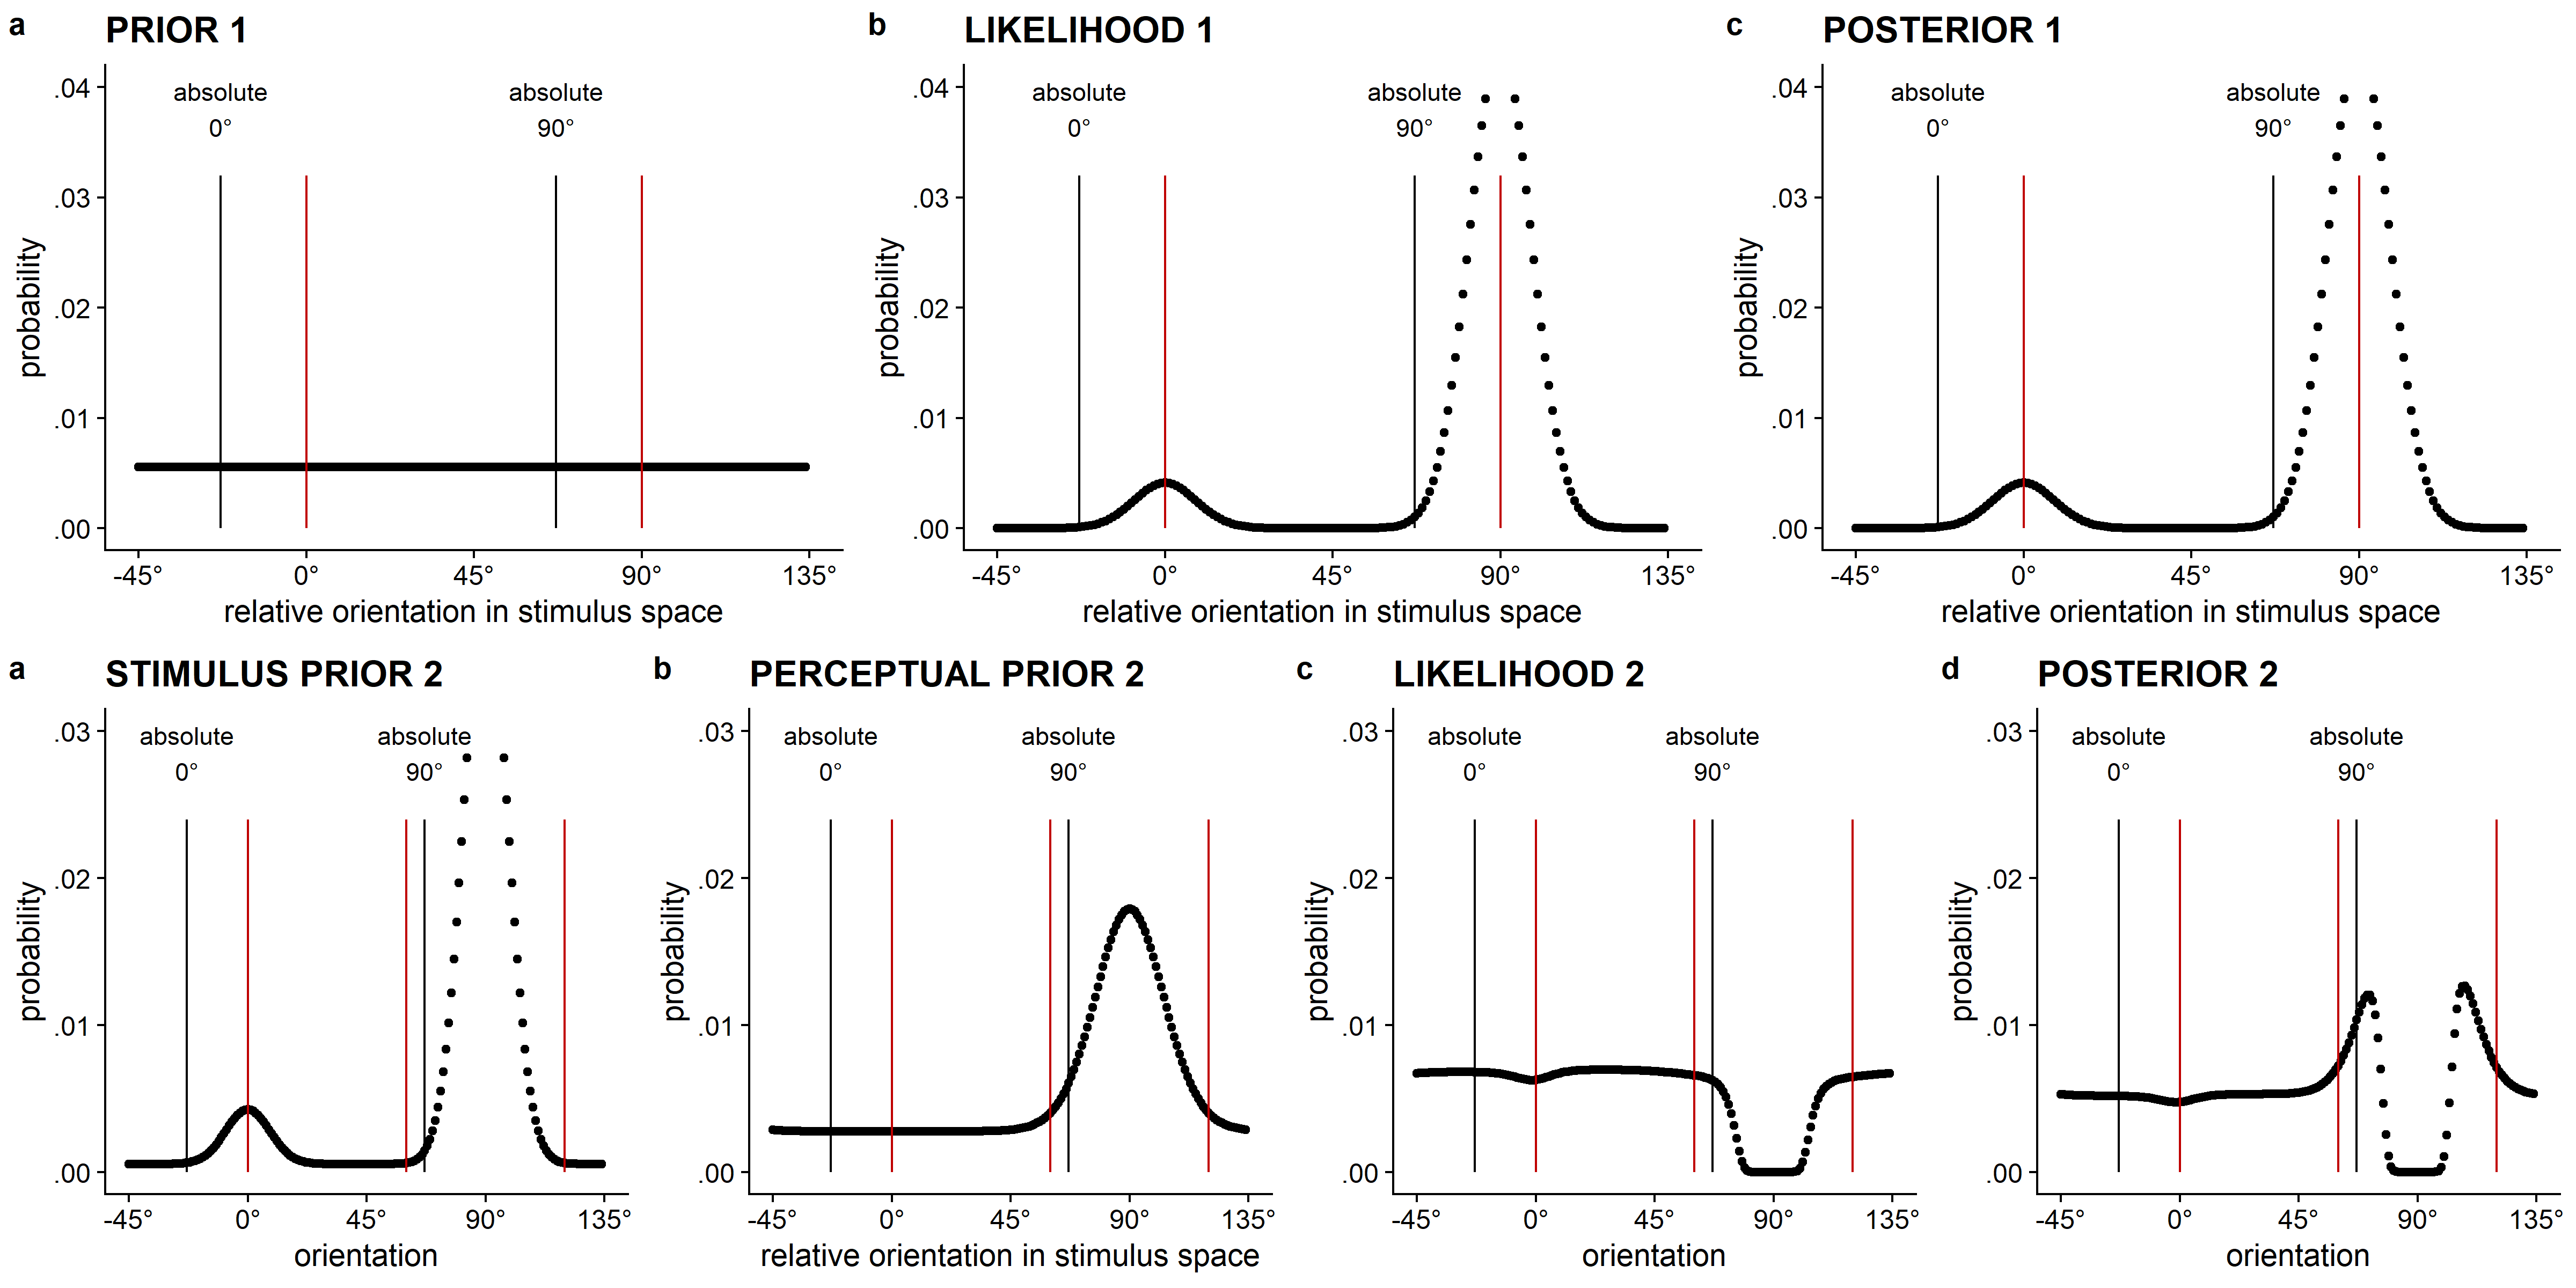 a PRIOR 1
absolute absolute
0° 90°
.04
.03
.02
.01
.00
probability
-45° 0° 45° 90° 135°
relative orientation in stimulus space
b LIKELIHOOD 1
absolute absolute
0° 90°
.04
.03
.02
.01
.00
probability
-45° 0° 45° 90° 135°
relative orientation in stimulus space
c POSTERIOR 1
absolute absolute
0° 90°
.04
.03
.02
.01
.00
probability
-45° 0° 45° 90° 135°
relative orientation in stimulus space
a STIMULUS PRIOR 2
absolute absolute
0° 90°
.03
.02
.01
.00
probability
-45° 0° 45° 90° 135°
orientation
b PERCEPTUAL PRIOR 2
absolute absolute
0° 90°
.03
.02
.01
.00
probability
-45° 0° 45° 90° 135°
relative orientation in stimulus space
c LIKELIHOOD 2
absolute absolute
0° 90°
.03
.02
.01
.00
probability
-45° 0° 45° 90° 135°
orientation
d POSTERIOR 2
absolute absolute
0° 90°
.03
.02
.01
.00
probability
-45° 0° 45° 90° 135°
orientation